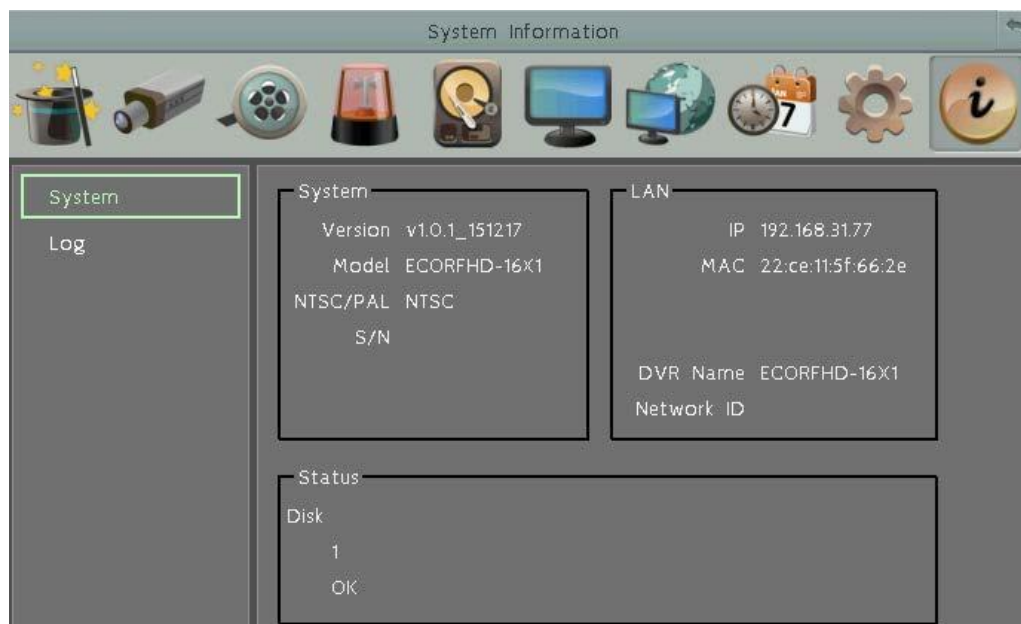 System Information
JAN
7
i
System
Log
System
Version v1.0.1_151217
Model ECORFHD-16X1
NTSC/PAL NTSC
S/N
LAN
IP 192.168.31.77
MAC 22:ce:11:5f:66:2e
DVR Name ECORFHD-16X1
Network ID
Status
Disk
1
OK